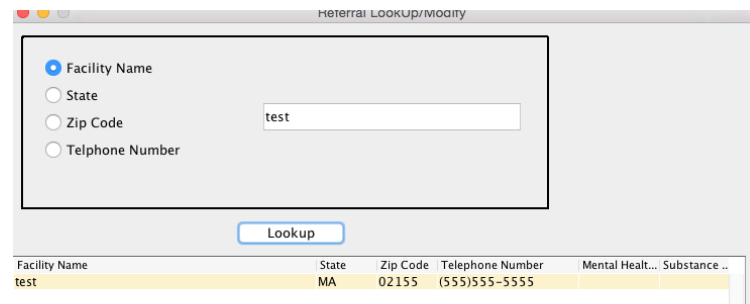 Referral LookUp/Modify
Facility Name
State
Zip Code
Telphone Number
test
Lookup
Facility Name State Zip Code Telephone Number Mental Healt... Substance ..
test MA 02155 (555)555-5555